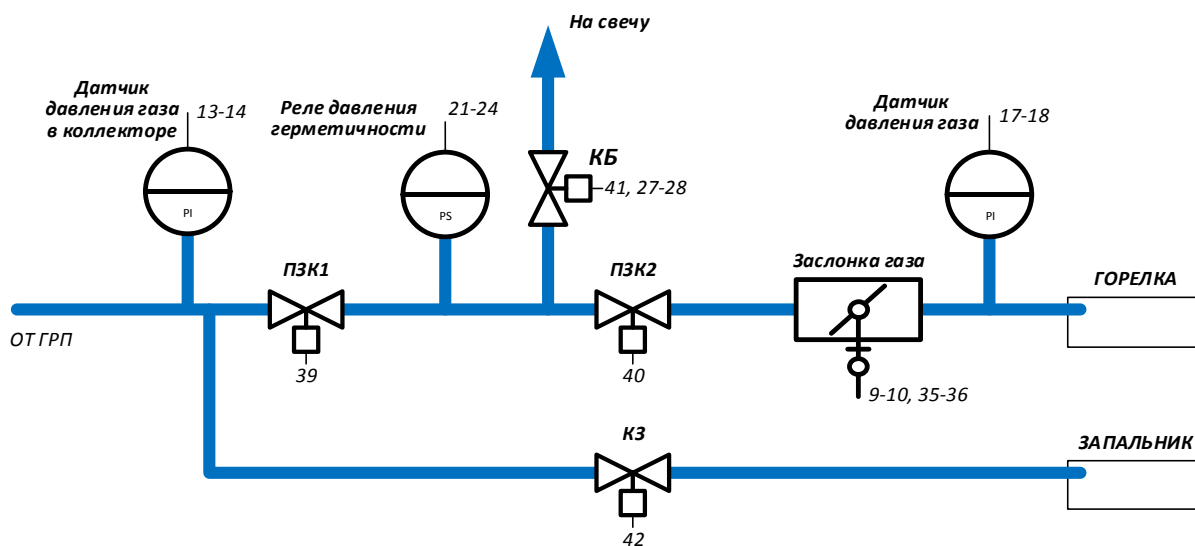 На свечу
Датчик
давления газа
в коллекторе
13-14
Реле давления
герметичности
21-24
Датчик
давления газа
17-18
КБ
41, 27-28
PI
PS
PI
ПЗК1
ПЗК2
Заслонка газа
ГОРЕЛКА
ОТ ГРП
39
40
9-10, 35-36
КЗ
ЗАПАЛЬНИК
42